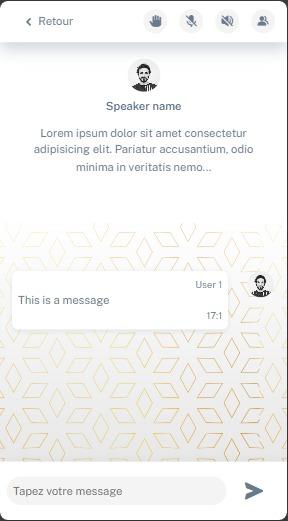 Retour
Speaker name
Lorem ipsum dolor sit amet consectetur
adipisicing elit. Pariatur accusantium, odio
minima in veritatis nemo...
User 1
This is a message
17:1
Tapez votre message